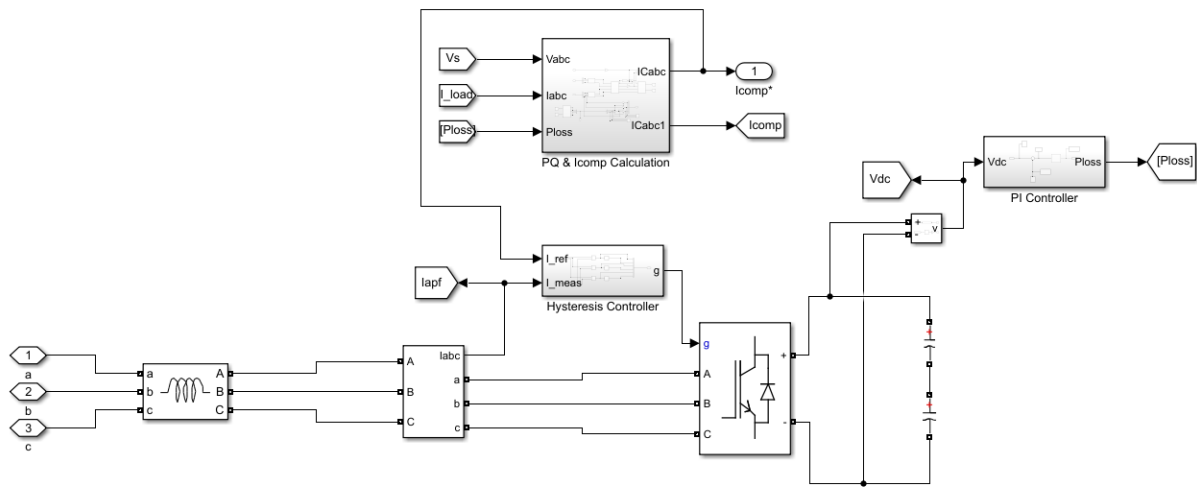 Vs
Vabc
ICabc
1
Icomp*
I_load
Iabc
[Ploss]
Ploss
ICabc1
Icomp
PQ & Icomp Calculation
Vdc
Vdc
Ploss
[Ploss]
PI Controller
+
-
v
I_ref
g
Iapf
I_meas
Hysteresis Controller
g
+
Iabc
1
a
A
A
a
A
a
2
b
B
B
b
B
b
3
c
C
C
c
C
-
c
+
+